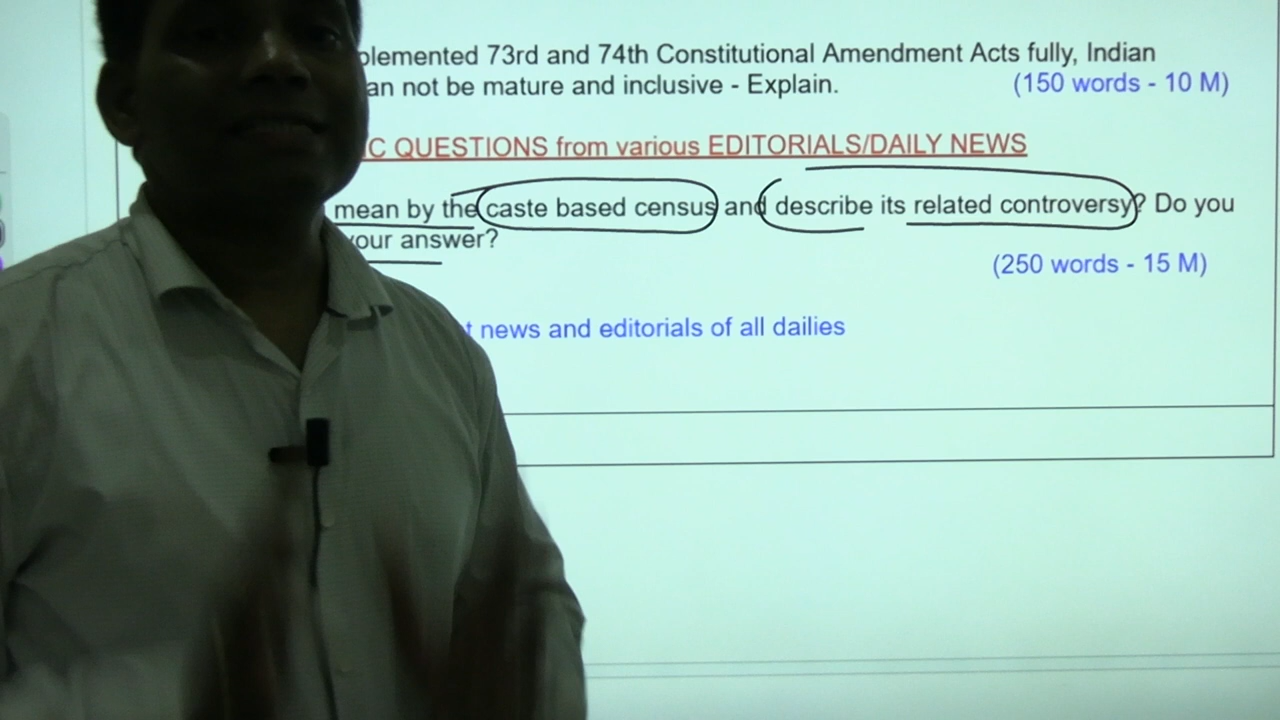 plemented 73rd and 74th Constitutional Amendment Acts fully, Indian
an not be mature and inclusive - Explain.
(150 words - 10 M)
C QUESTIONS from various EDITORIALS/DAILY NEWS
mean by the caste based census and describe its related controversy? Do you
your answer?
(250 words - 15 M)
t news and editorials of all dailies